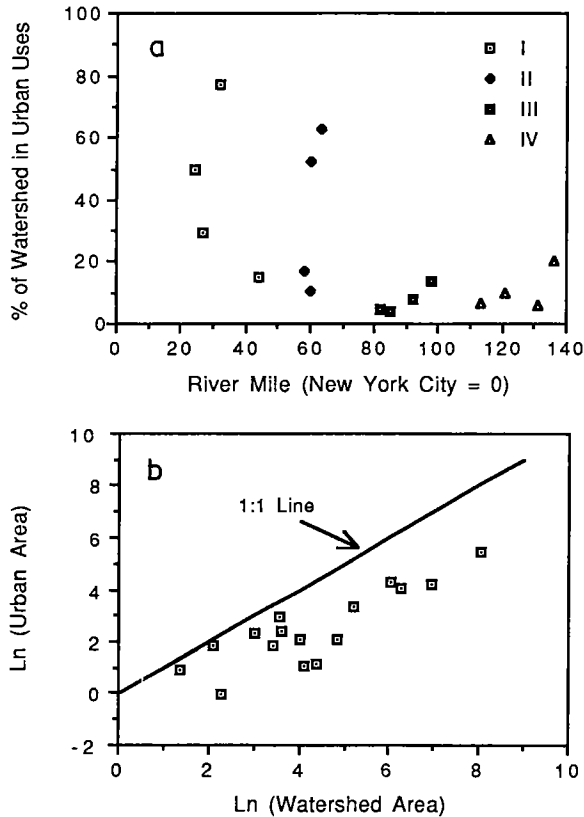 a
I
II
III
IV
% of Watershed in Urban Uses
100
80
60
40
20
0
0 20 40 60 80 100 120 140
River Mile (New York City = 0)
b
1:1 Line
Ln (Urban Area)
10
8
6
4
2
0
-2
0 2 4 6 8 10
Ln (Watershed Area)